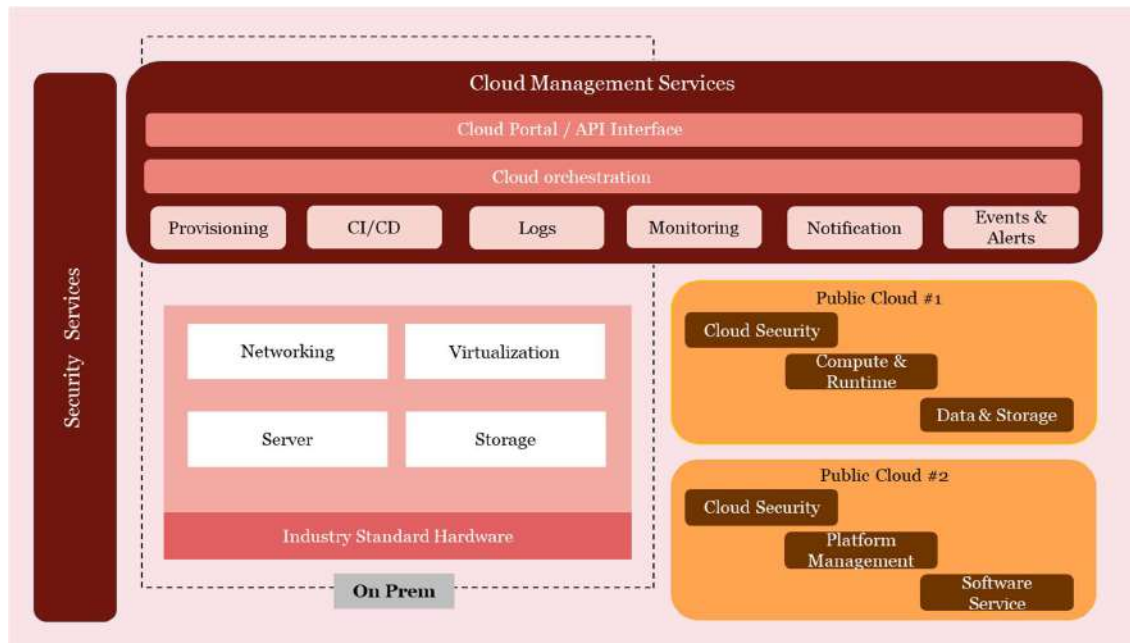 Cloud Management Services
Cloud Portal / API Interface
Cloud orchestration
Provisioning
CI/CD
Logs
Monitoring
Notification
Events &
Alerts
Security Services
Networking
Virtualization
Server
Storage
Industry Standard Hardware
On Prem
Public Cloud #1
Cloud Security
Compute &
Runtime
Data & Storage
Public Cloud #2
Cloud Security
Platform
Management
Software
Service